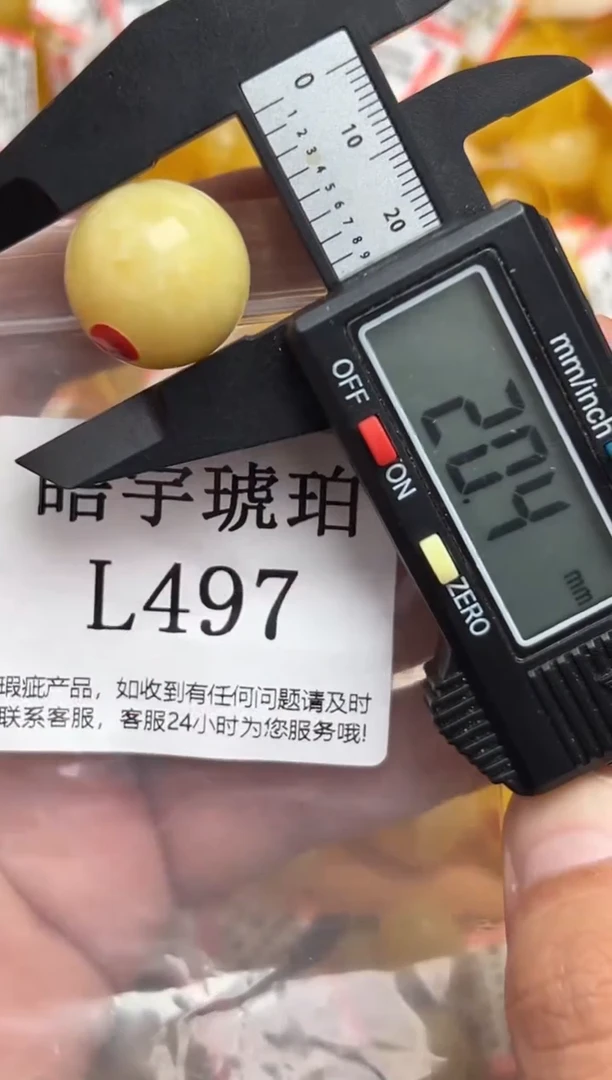 0 10 20
1 2 3 4 5 6 7 8 9
mm/inch
OFF
ON
20.4
mm
ZERO
皓宇琥珀
L497
瑕疵产品，如收到有任何问题请及时
联系客服，客服24小时为您服务哦!